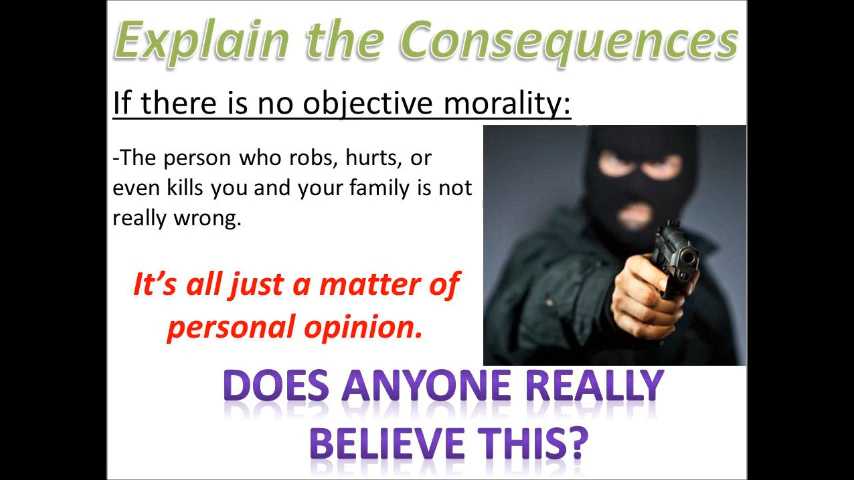 Explain the Consequences
If there is no objective morality:
-The person who robs, hurts, or
even kills you and your family is not
really wrong.
It’s all just a matter of
personal opinion.
DOES ANYONE REALLY
BELIEVE THIS?